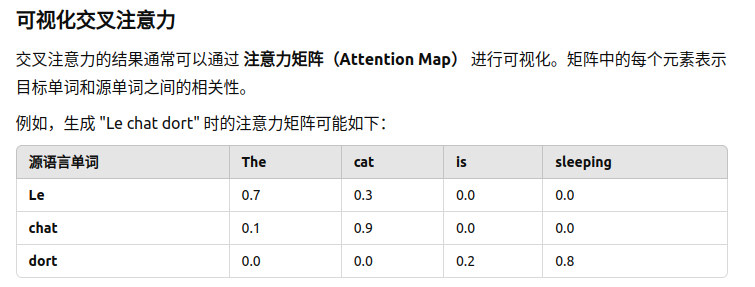 可视化交叉注意力
交叉注意力的结果通常可以通过 注意力矩阵（Attention Map） 进行可视化。矩阵中的每个元素表示
目标单词和源单词之间的相关性。
例如，生成 "Le chat dort" 时的注意力矩阵可能如下：
源语言单词 The cat is sleeping
Le 0.7 0.3 0.0 0.0
chat 0.1 0.9 0.0 0.0
dort 0.0 0.0 0.2 0.8